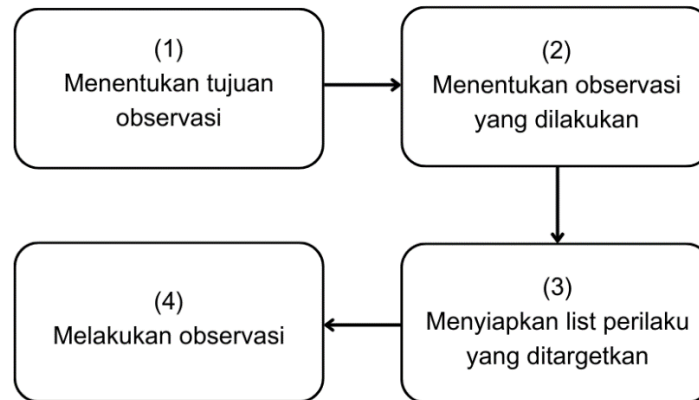 (1)
Menentukan tujuan
observasi
(2)
Menentukan observasi
yang dilakukan
(3)
Menyiapkan list perilaku
yang ditargetkan
(4)
Melakukan observasi